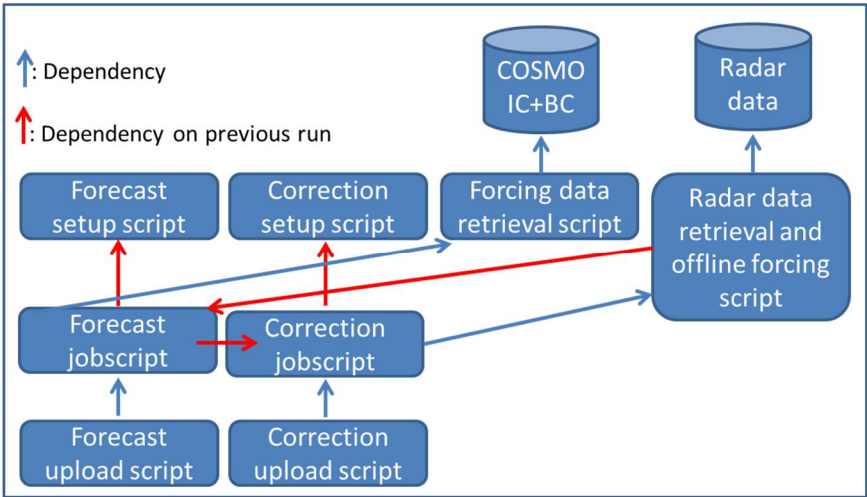 : Dependency
: Dependency on previous run
COSMO
IC+BC
Radar
data
Forecast
setup script
Correction
setup script
Forcing data
retrieval script
Radar data
retrieval and
offline forcing
script
Forecast
jobscript
Correction
jobscript
Forecast
upload script
Correction
upload script